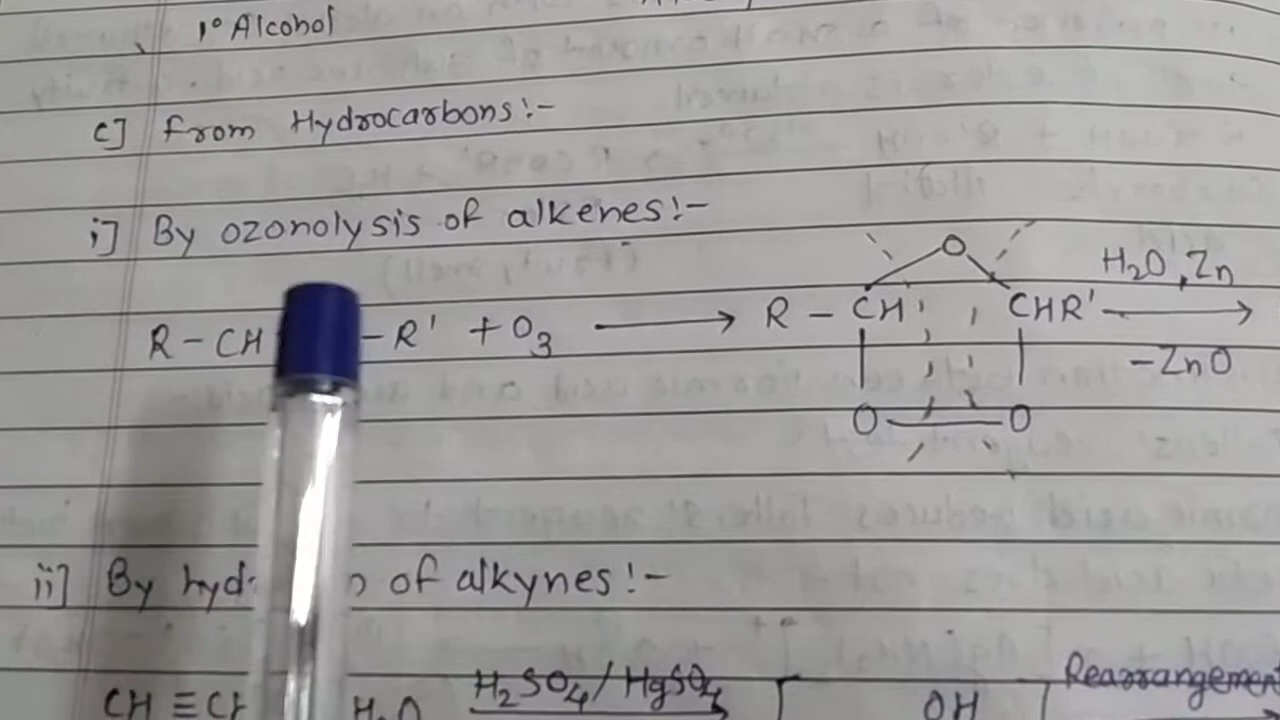 1° Alcohol
c] From Hydrocarbons:-
i] By ozonolysis of alkenes:-
R - CH - R' + O3 ⟶ R - CH O CHR' H2O, Zn ⟶ - ZnO
O O
ii] By of alkynes:-
CH ≡ H2O H2SO4 / HgSO4 OH Rearrangement